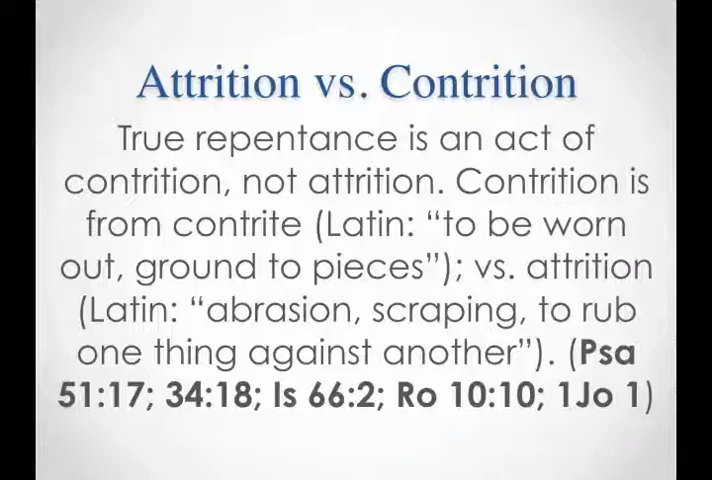 Attrition vs. Contrition
True repentance is an act of
contrition, not attrition. Contrition is
from contrite (Latin: “to be worn
out, ground to pieces”); vs. attrition
(Latin: “abrasion, scraping, to rub
one thing against another”). (Psa
51:17; 34:18; Is 66:2; Ro 10:10; 1Jo 1)